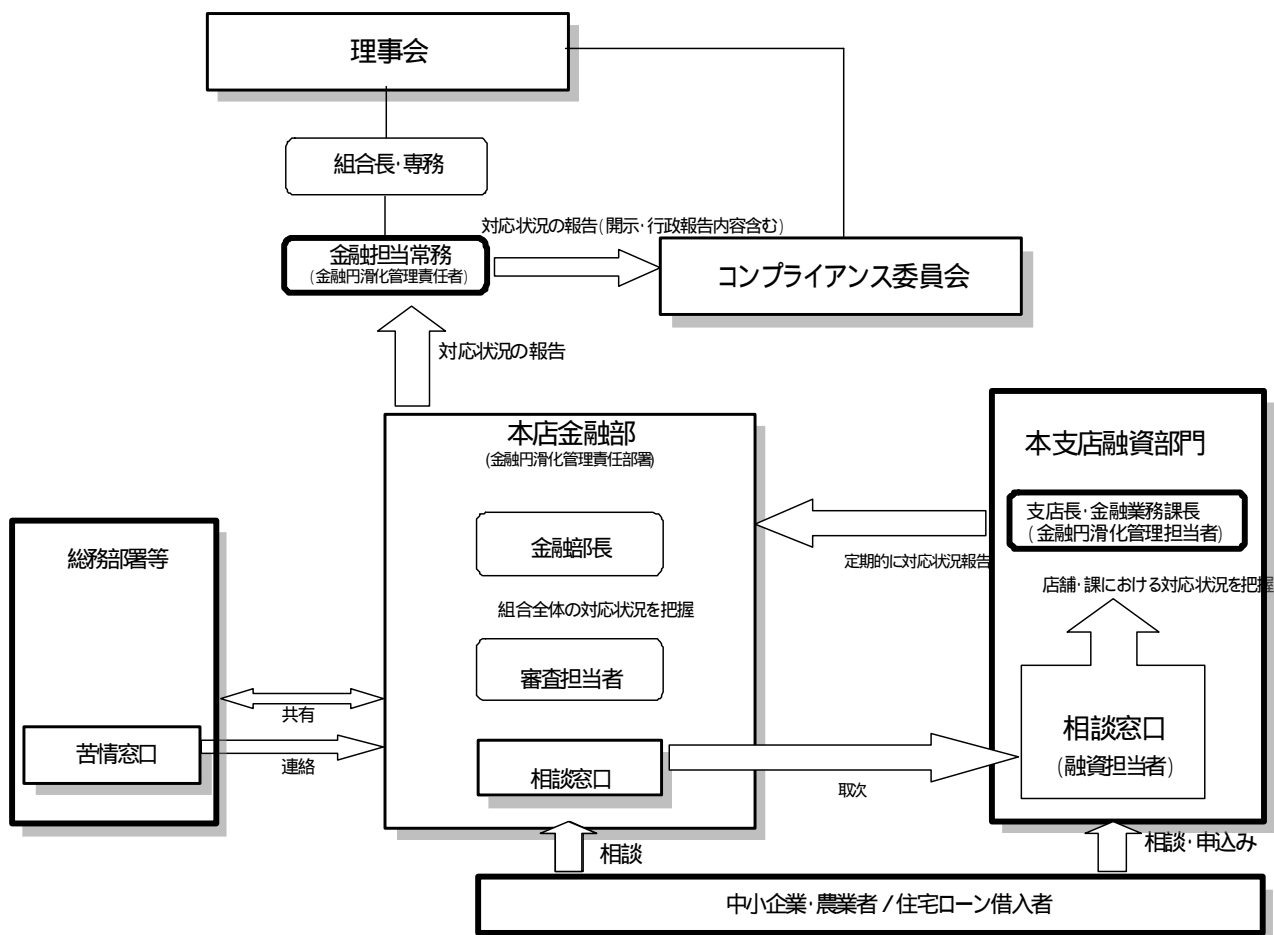 理事会
組合長・専務
対応状況の報告(開示・行政報告内容含む)
金融担当常務
(金融円滑化管理責任者)
コンプライアンス委員会
対応状況の報告
本店金融部
(金融円滑化管理責任部署)
本支店融資部門
支店長・金融業務課長
(金融円滑化管理担当者)
金融部長
総務部署等
定期的に対応状況報告
店舗・課における対応状況を把握
組合全体の対応状況を把握
審査担当者
共有
相談窓口
(融資担当者)
苦情窓口
連絡
相談窓口
取次
相談
相談・申込み
中小企業・農業者/住宅ローン借入者